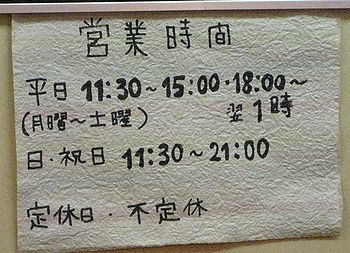 営業時間
平日 11:30～15:00・18:00～
(月曜～土曜) 翌1時
日・祝日 11:30～21:00
定休日・不定休